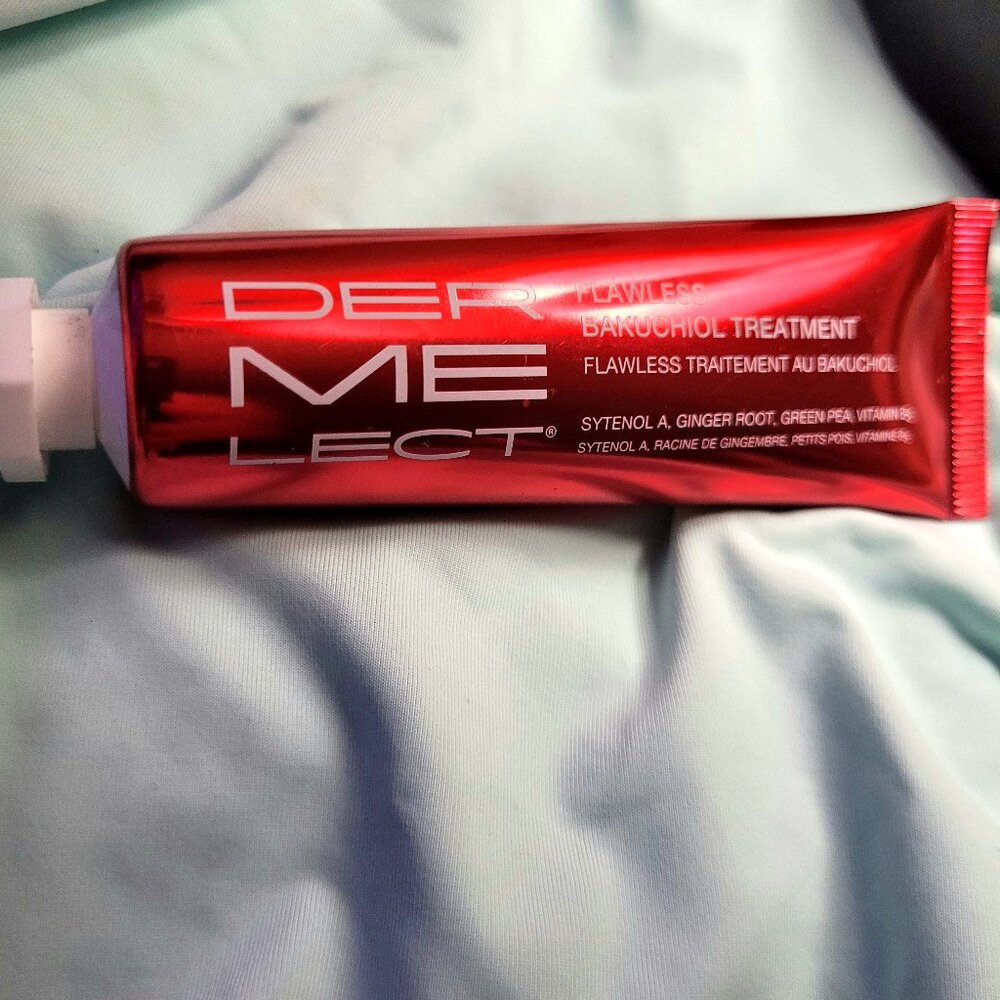 DER
ME
LECT®
FLAWLESS
BAKUCHIOL TREATMENT
FLAWLESS TRAITEMENT AU BAKUCHIOL
SYTENOL A, GINGER ROOT, GREEN PEA, VITAMIN
SYTENOL A, RACINE DE GINGEMBRE, PETITS POIS, VITAMINE